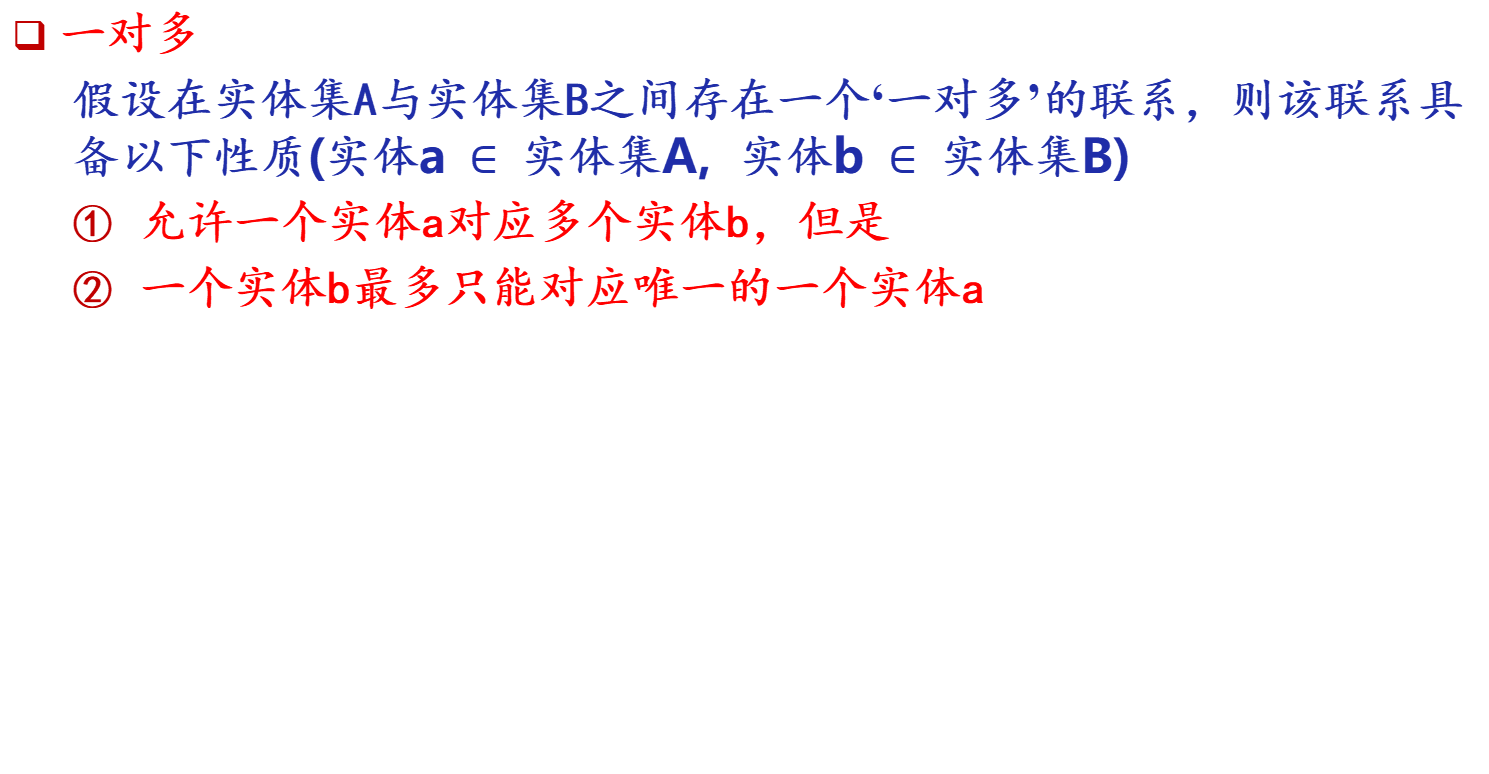 ❑ 一对多
假设在实体集A与实体集B之间存在一个‘一对多’的联系，则该联系具
备以下性质(实体a ∈ 实体集A, 实体b ∈ 实体集B)
① 允许一个实体a对应多个实体b，但是
② 一个实体b最多只能对应唯一的一个实体a